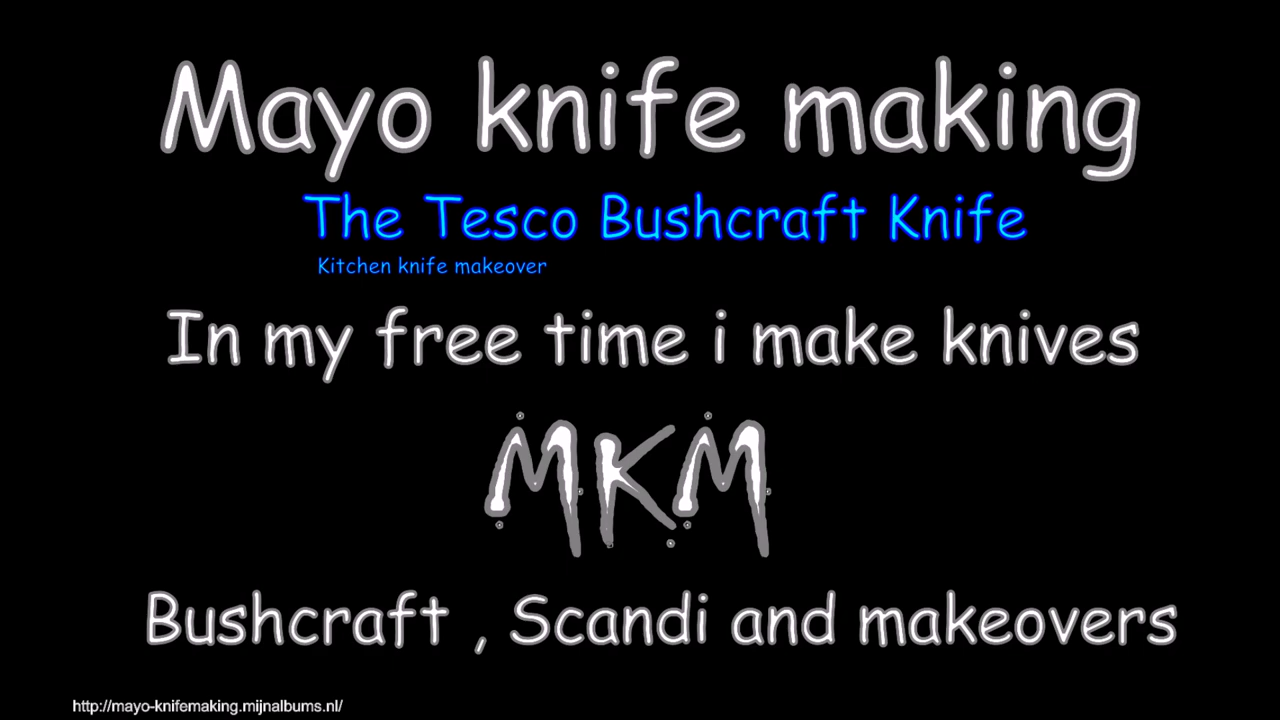 Mayo knife making
The Tesco Bushcraft Knife
Kitchen knife makeover
In my free time i make knives
MKM
Bushcraft , Scandi and makeovers
http://mayo-knifemaking.mijnalbums.nl/